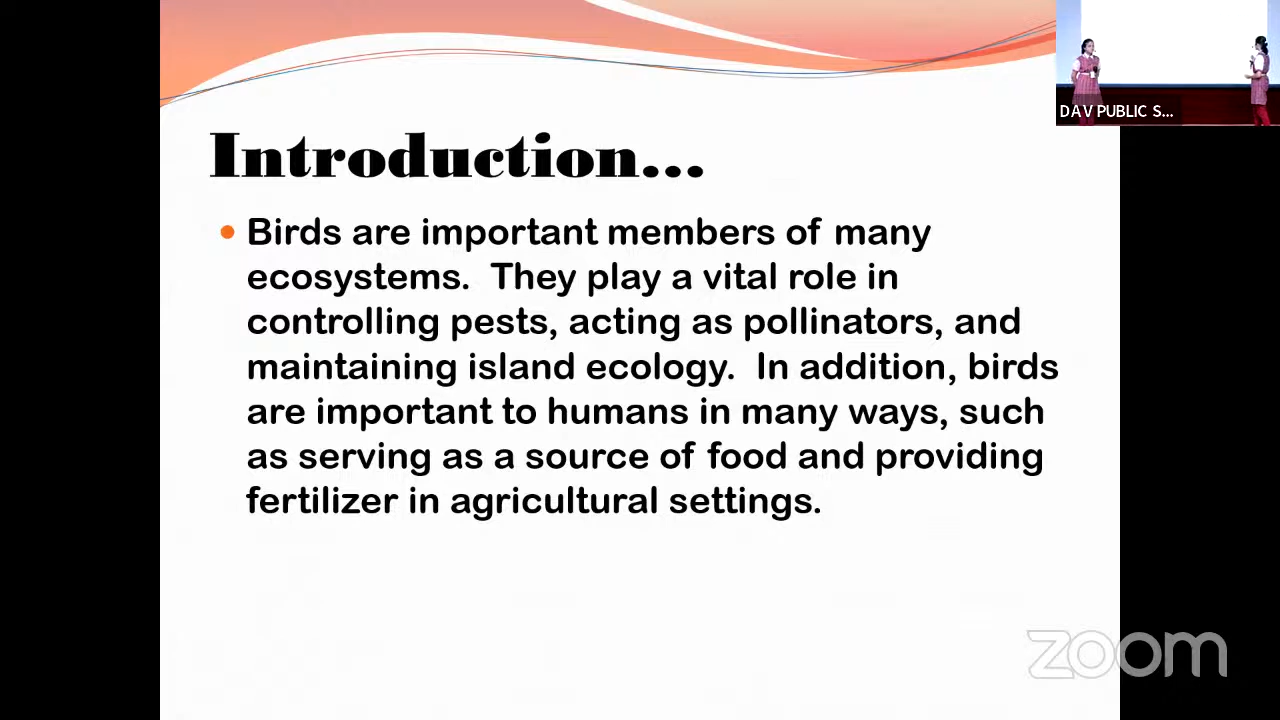 DAV PUBLIC S...
Introduction...
• Birds are important members of many
ecosystems.  They play a vital role in
controlling pests, acting as pollinators, and
maintaining island ecology.  In addition, birds
are important to humans in many ways, such
as serving as a source of food and providing
fertilizer in agricultural settings.
zoom